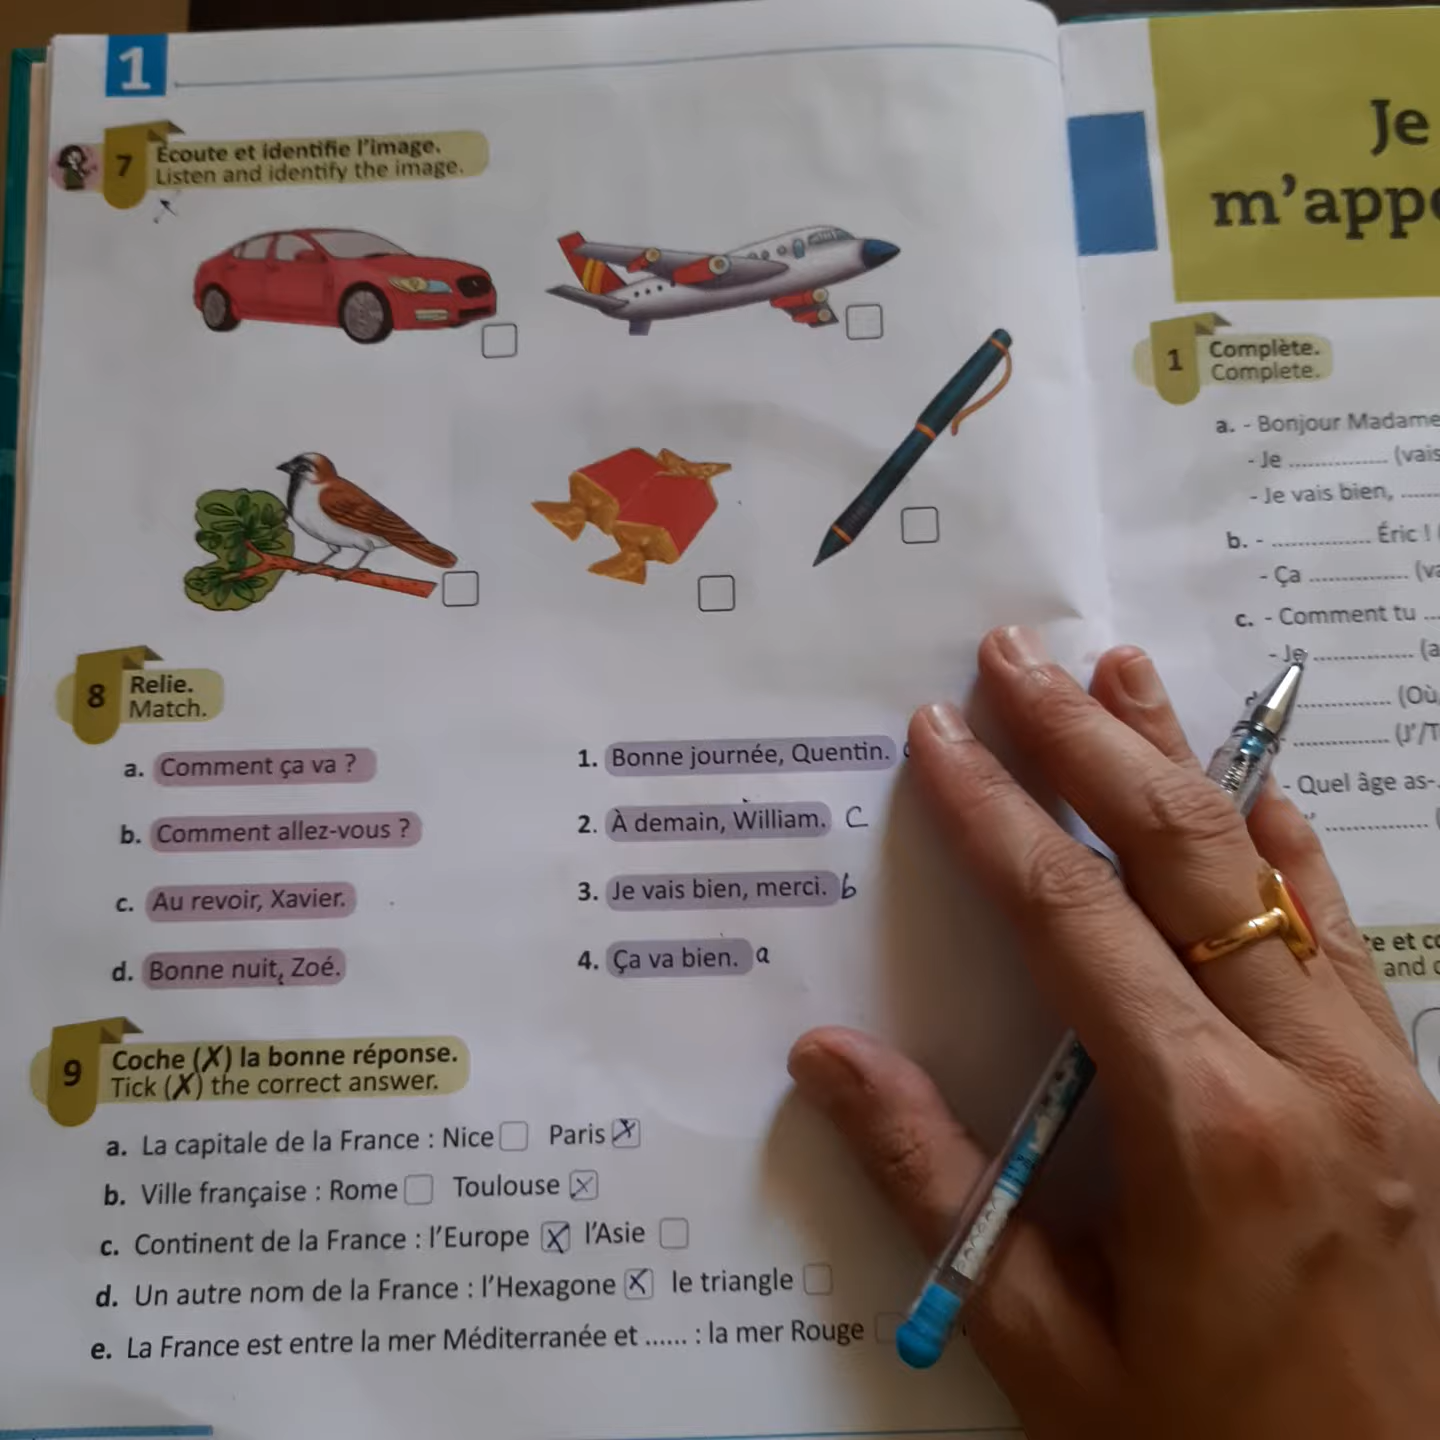 1
7 Écoute et identifie l'image.
Listen and identify the image.
8 Relie.
Match.
a. Comment ça va ?
1. Bonne journée, Quentin.
b. Comment allez-vous ?
2. À demain, William. C
c. Au revoir, Xavier.
3. Je vais bien, merci. b
d. Bonne nuit, Zoé.
4. Ça va bien. a
9 Coche (X) la bonne réponse.
Tick (X) the correct answer.
a. La capitale de la France : Nice Paris X
b. Ville française : Rome Toulouse X
c. Continent de la France : l'Europe X l'Asie
d. Un autre nom de la France : l'Hexagone X le triangle
e. La France est entre la mer Méditerranée et ...... : la mer Rouge
Je
1 Complète.
Complete.
a. - Bonjour Madame
- Je ............... (vais
- Je vais bien, ......
b. - ............... Éric !
- Ça ...............
c. - Comment tu ...
- Je ............... (a
............... (Où,
............... (J'/T
- Quel âge as-
et
and